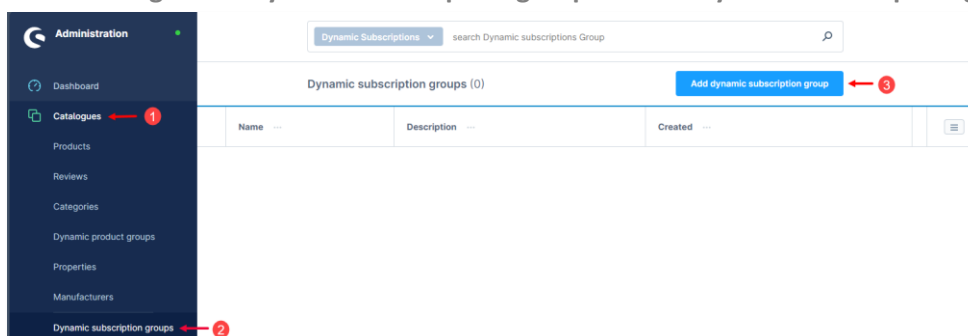 Administration
Dynamic Subscriptions search Dynamic subscriptions Group
Dashboard
Dynamic subscription groups (0)
Add dynamic subscription group
3
Catalogues
1
Name ... Description ... Created ...
Products
Reviews
Categories
Dynamic product groups
Properties
Manufacturers
Dynamic subscription groups
2